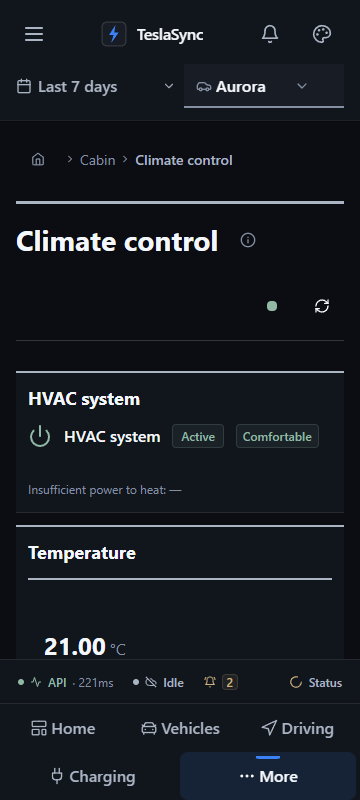 TeslaSync
Last 7 days
Aurora
Cabin
Climate control
Climate control
HVAC system
HVAC system
Active
Comfortable
Insufficient power to heat: —
Temperature
21.00 °C
API · 221ms
Idle
2
Status
Home
Vehicles
Driving
Charging
More